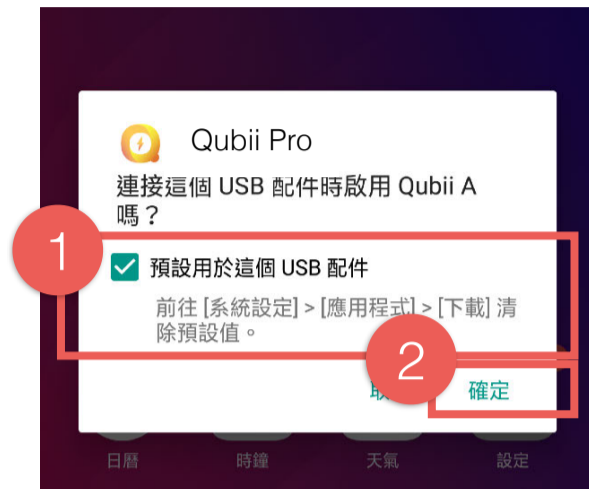 Qubii Pro
連接這個 USB 配件時啟用 Qubii A
嗎？
1
預設用於這個 USB 配件
前往 [系統設定] > [應用程式] > [下載] 清
除預設值。
2
確定
日曆 時鐘 天氣 設定